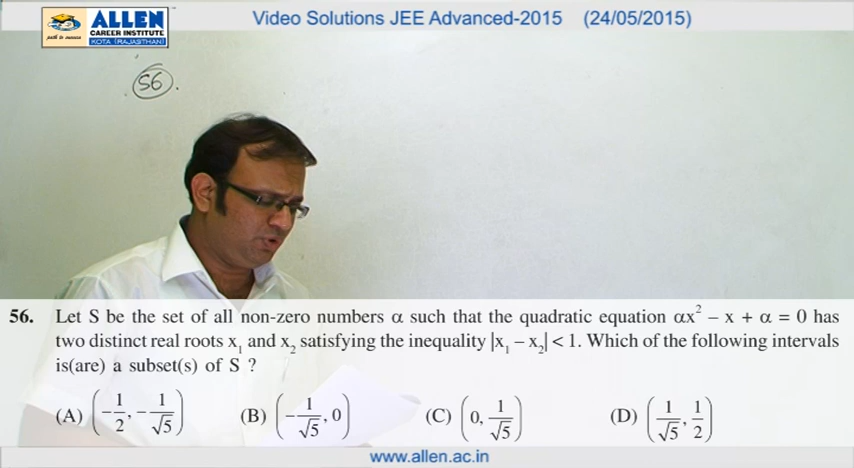 ALLEN
CAREER INSTITUTE
path to success
KOTA (RAJASTHAN)
Video Solutions JEE Advanced-2015 (24/05/2015)
56.
56. Let S be the set of all non-zero numbers α such that the quadratic equation αx² – x + α = 0 has
two distinct real roots x₁ and x₂ satisfying the inequality |x₁ – x₂| < 1. Which of the following intervals
is(are) a subset(s) of S ?
(A) (-1/2, -1/√5) (B) (-1/√5, 0) (C) (0, 1/√5) (D) (1/√5, 1/2)
www.allen.ac.in